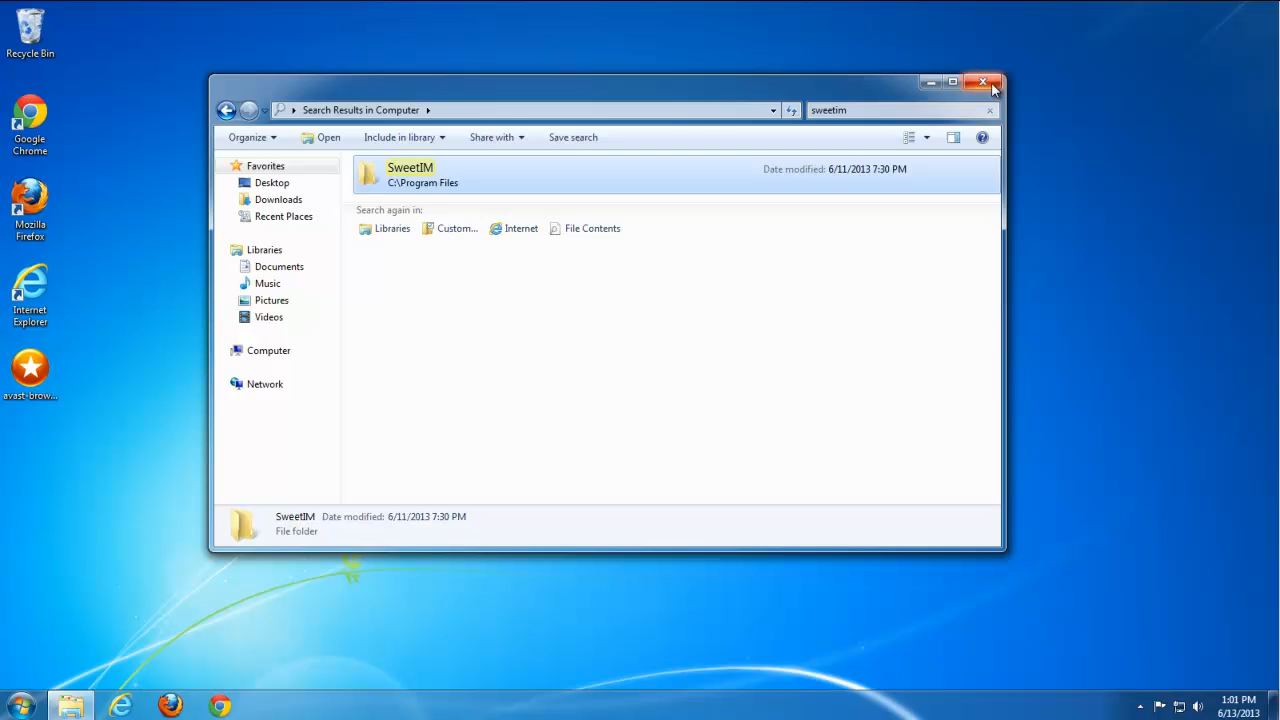 Recycle Bin
Google
Chrome
Mozilla
Firefox
Internet
Explorer
avast-brow...
Search Results in Computer
sweetim
Organize
Open
Include in library
Share with
Save search
Favorites
Desktop
Downloads
Recent Places
Libraries
Documents
Music
Pictures
Videos
Computer
Network
SweetIM
C:\Program Files
Date modified: 6/11/2013 7:30 PM
Search again in:
Libraries
Custom...
Internet
File Contents
SweetIM Date modified: 6/11/2013 7:30 PM
File folder
1:01 PM
6/13/2013